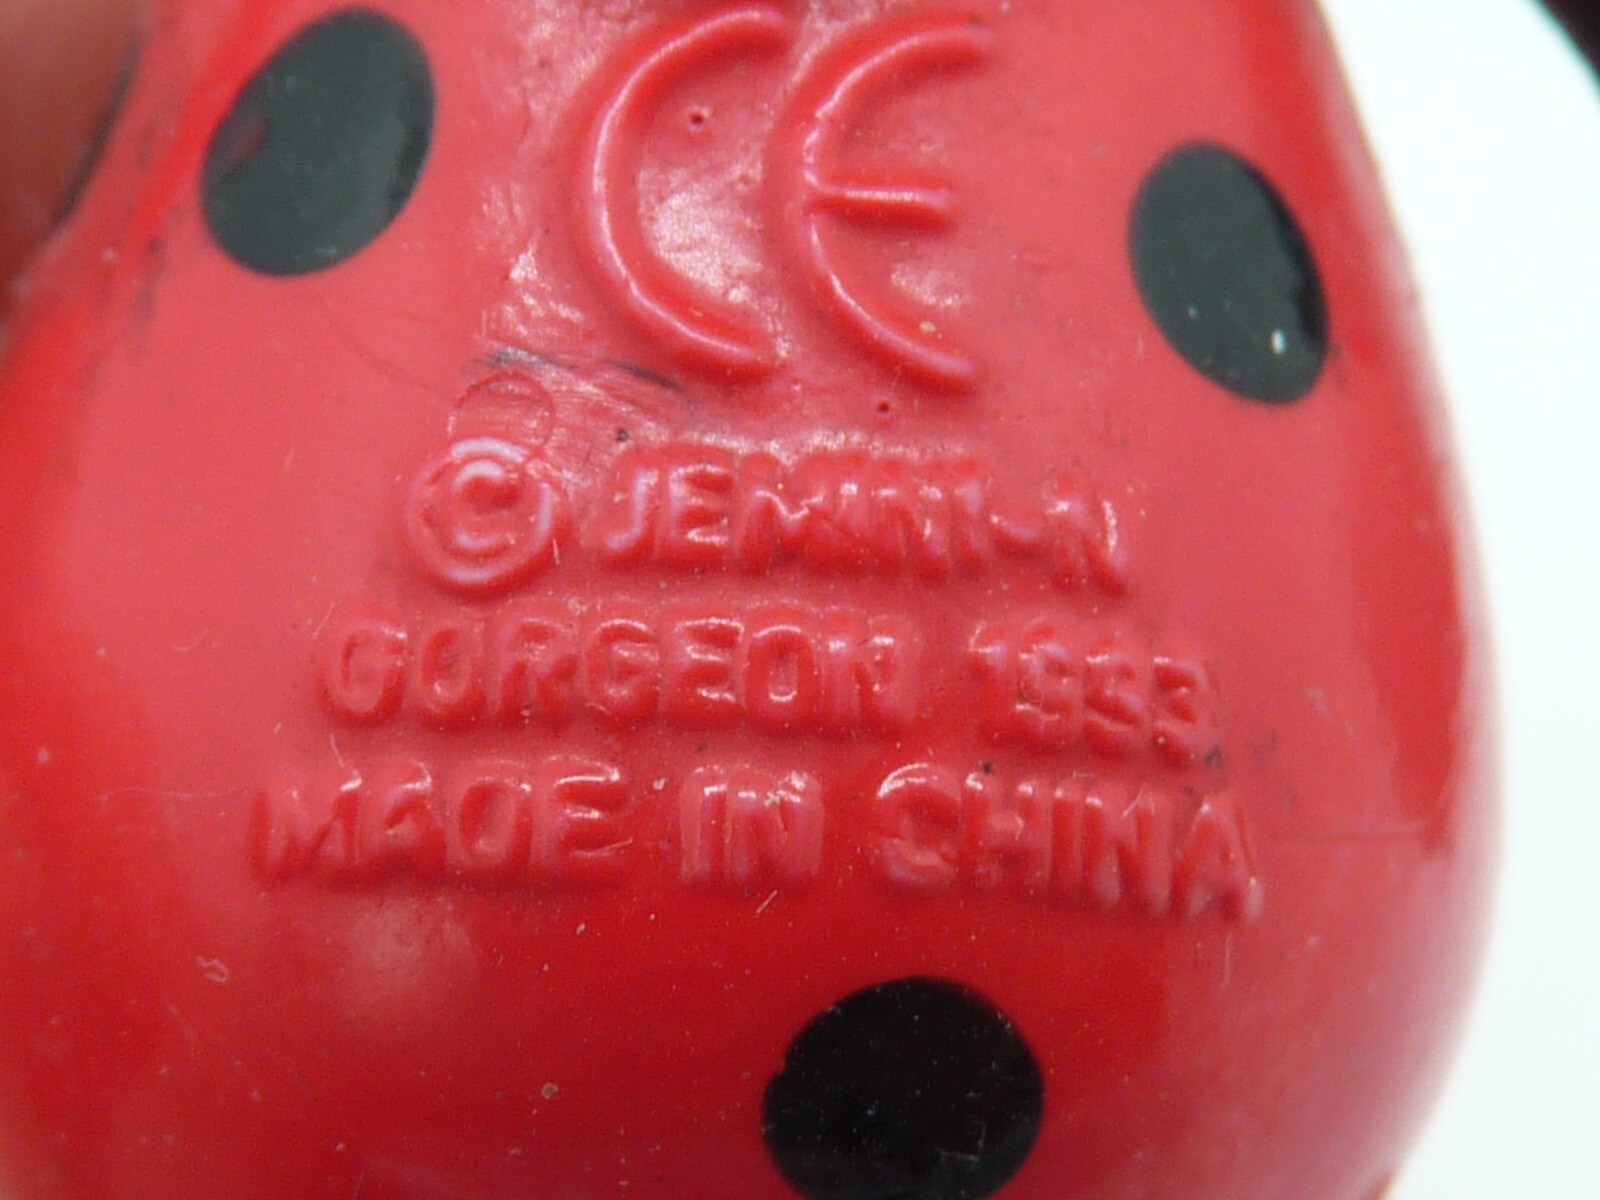 CE
© JEMINI-N
GORGEON 1993
MADE IN CHINA